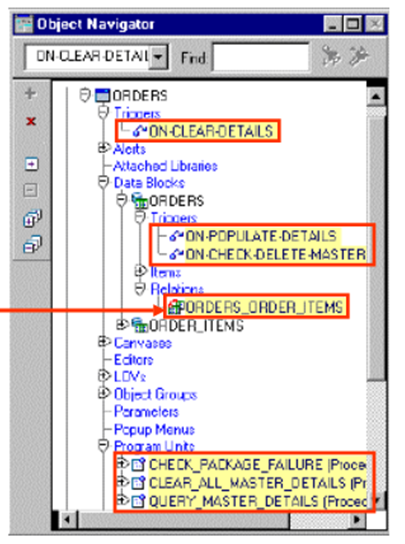 Object Navigator
ON-CLEAR-DETAIL Find:
ORDERS
Triggers
ON-CLEAR-DETAILS
Alerts
Attached Libraries
Data Blocks
ORDERS
Triggers
ON-POPULATE-DETAILS
ON-CHECK-DELETE-MASTER
Items
Relations
ORDERS_ORDER_ITEMS
ORDER_ITEMS
Canvases
Editors
LOVs
Object Groups
Parameters
Popup Menus
Program Units
CHECK_PACKAGE_FAILURE (Proce
CLEAR_ALL_MASTER_DETAILS (Pr
QUERY_MASTER_DETAILS (Proced